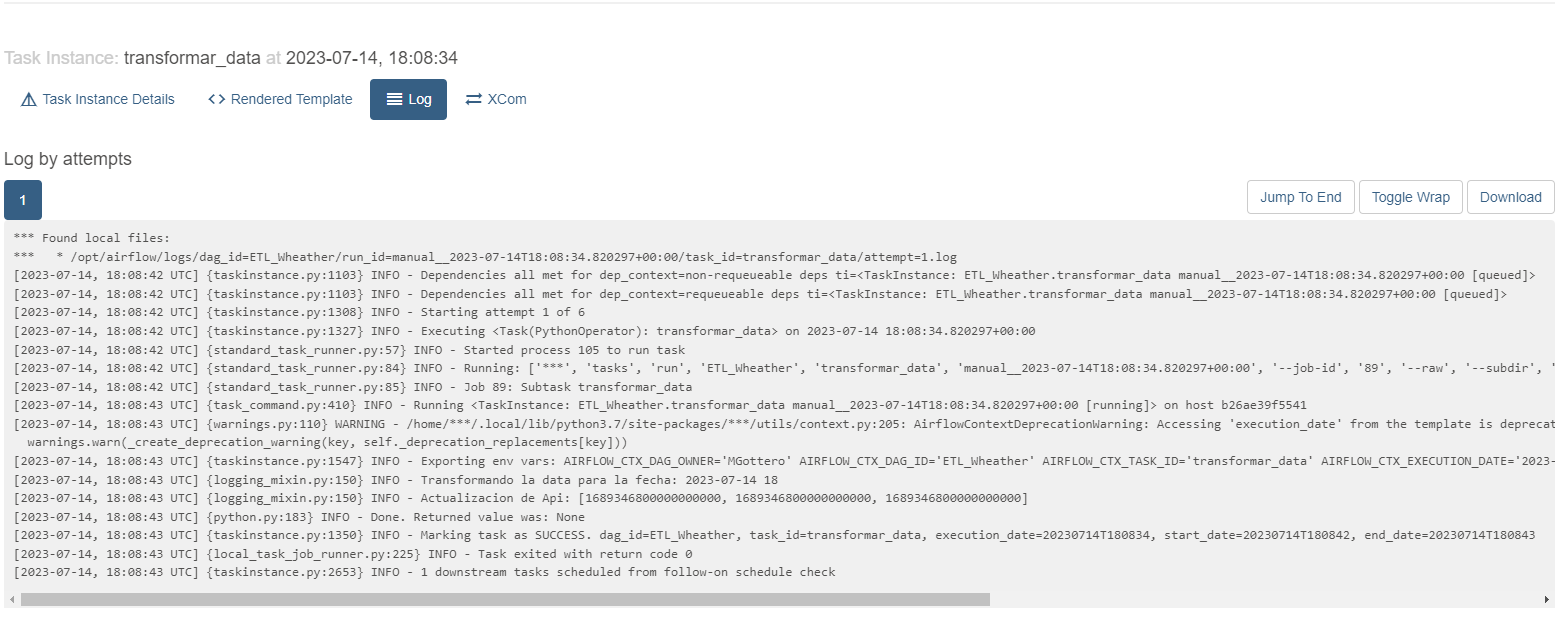 Task Instance: transformar_data at 2023-07-14, 18:08:34
Task Instance Details Rendered Template Log XCom
Log by attempts
1 Jump To End Toggle Wrap Download
*** Found local files:
***   * /opt/airflow/logs/dag_id=ETL_Wheather/run_id=manual__2023-07-14T18:08:34.820297+00:00/task_id=transformar_data/attempt=1.log
[2023-07-14, 18:08:42 UTC] {taskinstance.py:1103} INFO - Dependencies all met for dep_context=non-requeueable deps ti=<TaskInstance: ETL_Wheather.transformar_data manual__2023-07-14T18:08:34.820297+00:00 [queued]>
[2023-07-14, 18:08:42 UTC] {taskinstance.py:1103} INFO - Dependencies all met for dep_context=requeueable deps ti=<TaskInstance: ETL_Wheather.transformar_data manual__2023-07-14T18:08:34.820297+00:00 [queued]>
[2023-07-14, 18:08:42 UTC] {taskinstance.py:1308} INFO - Starting attempt 1 of 6
[2023-07-14, 18:08:42 UTC] {taskinstance.py:1327} INFO - Executing <Task(PythonOperator): transformar_data> on 2023-07-14 18:08:34.820297+00:00
[2023-07-14, 18:08:42 UTC] {standard_task_runner.py:57} INFO - Started process 105 to run task
[2023-07-14, 18:08:42 UTC] {standard_task_runner.py:84} INFO - Running: ['***', 'tasks', 'run', 'ETL_Wheather', 'transformar_data', 'manual__2023-07-14T18:08:34.820297+00:00', '--job-id', '89', '--raw', '--subdir', '
[2023-07-14, 18:08:42 UTC] {standard_task_runner.py:85} INFO - Job 89: Subtask transformar_data
[2023-07-14, 18:08:43 UTC] {task_command.py:410} INFO - Running <TaskInstance: ETL_Wheather.transformar_data manual__2023-07-14T18:08:34.820297+00:00 [running]> on host b26ae39f5541
[2023-07-14, 18:08:43 UTC] {warnings.py:110} WARNING - /home/***/.local/lib/python3.7/site-packages/***/utils/context.py:205: AirflowContextDeprecationWarning: Accessing 'execution_date' from the template is deprecat
  warnings.warn(_create_deprecation_warning(key, self._deprecation_replacements[key]))
[2023-07-14, 18:08:43 UTC] {taskinstance.py:1547} INFO - Exporting env vars: AIRFLOW_CTX_DAG_OWNER='MGottero' AIRFLOW_CTX_DAG_ID='ETL_Wheather' AIRFLOW_CTX_TASK_ID='transformar_data' AIRFLOW_CTX_EXECUTION_DATE='2023-
[2023-07-14, 18:08:43 UTC] {logging_mixin.py:150} INFO - Transformando la data para la fecha: 2023-07-14 18
[2023-07-14, 18:08:43 UTC] {logging_mixin.py:150} INFO - Actualizacion de Api: [1689346800000000000, 1689346800000000000, 1689346800000000000]
[2023-07-14, 18:08:43 UTC] {python.py:183} INFO - Done. Returned value was: None
[2023-07-14, 18:08:43 UTC] {taskinstance.py:1350} INFO - Marking task as SUCCESS. dag_id=ETL_Wheather, task_id=transformar_data, execution_date=20230714T180834, start_date=20230714T180842, end_date=20230714T180843
[2023-07-14, 18:08:43 UTC] {local_task_job_runner.py:225} INFO - Task exited with return code 0
[2023-07-14, 18:08:43 UTC] {taskinstance.py:2653} INFO - 1 downstream tasks scheduled from follow-on schedule check